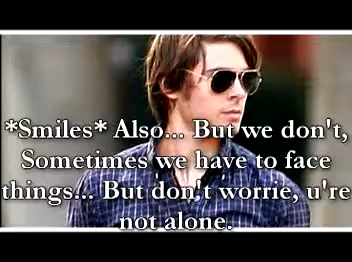 *Smiles* Also... But we don't,
Sometimes we have to face
things... But don't worrie, u're
not alone.